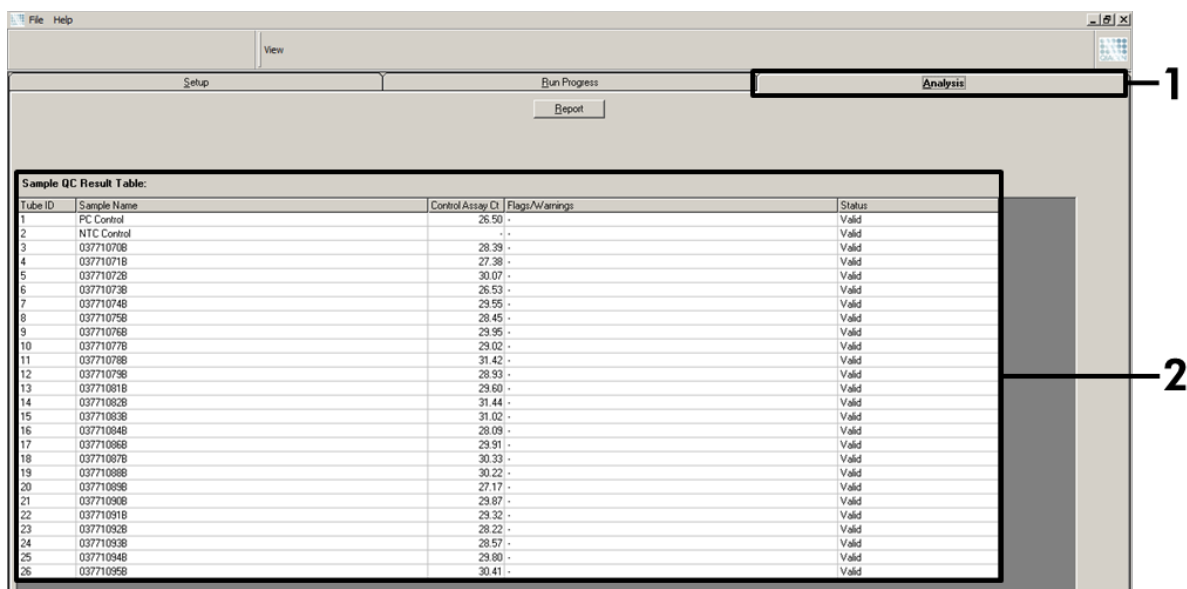 File Help
View
Setup Run Progress Analysis 1
Report
Sample QC Result Table:
Tube ID Sample Name Control Assay Ct Flags/Warnings Status
1 PC Control 26.50 - Valid
2 NTC Control - - Valid
3 03771070B 28.39 - Valid
4 03771071B 27.38 - Valid
5 03771072B 30.07 - Valid
6 03771073B 26.53 - Valid
7 03771074B 29.55 - Valid
8 03771075B 28.45 - Valid
9 03771076B 29.95 - Valid
10 03771077B 29.02 - Valid
11 03771078B 31.42 - Valid
12 03771079B 28.93 - Valid 2
13 03771081B 29.60 - Valid
14 03771082B 31.44 - Valid
15 03771083B 31.02 - Valid
16 03771084B 28.09 - Valid
17 03771086B 29.91 - Valid
18 03771087B 30.33 - Valid
19 03771088B 30.22 - Valid
20 03771089B 27.17 - Valid
21 03771090B 29.87 - Valid
22 03771091B 29.32 - Valid
23 03771092B 28.22 - Valid
24 03771093B 28.57 - Valid
25 03771094B 29.80 - Valid
26 03771095B 30.41 - Valid